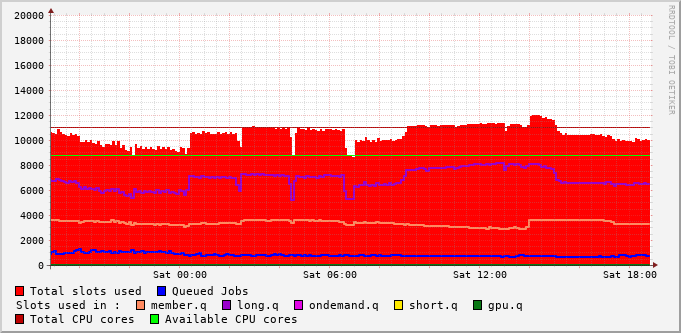 20000
18000
16000
14000
12000
10000
8000
6000
4000
2000
0
Sat 00:00 Sat 06:00 Sat 12:00 Sat 18:00
RRDTOOL / TOBI OETIKER
Total slots used Queued Jobs
Slots used in : member.q long.q ondemand.q short.q gpu.q
Total CPU cores Available CPU cores